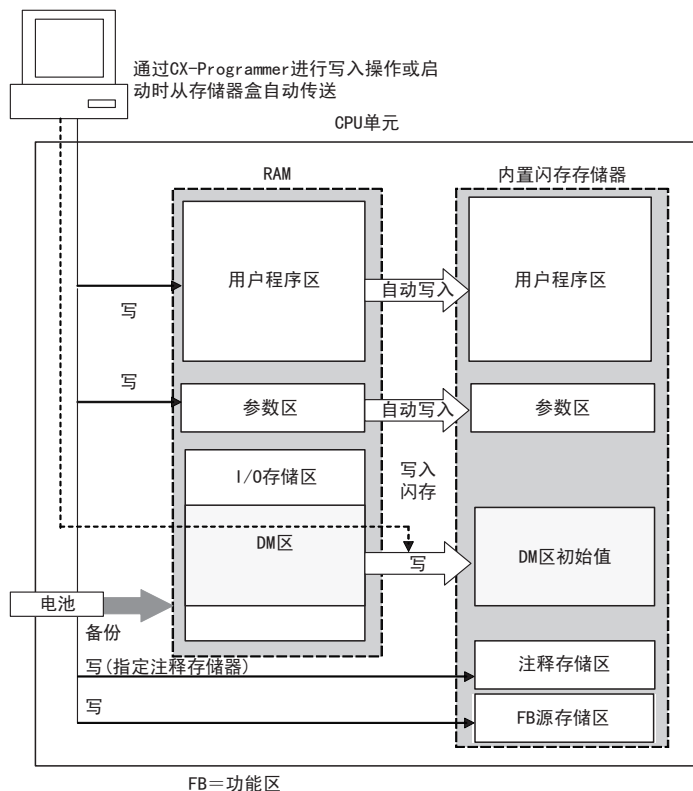 通过CX-Programmer进行写入操作或启
动时从存储器盒自动传送
CPU单元
RAM
内置闪存存储器
用户程序区
自动写入
用户程序区
写
写
参数区
自动写入
参数区
I/O存储区
写入
闪存
DM区
写
DM区初始值
电池
备份
写(指定注释存储器)
注释存储区
写
FB源存储区
FB＝功能区